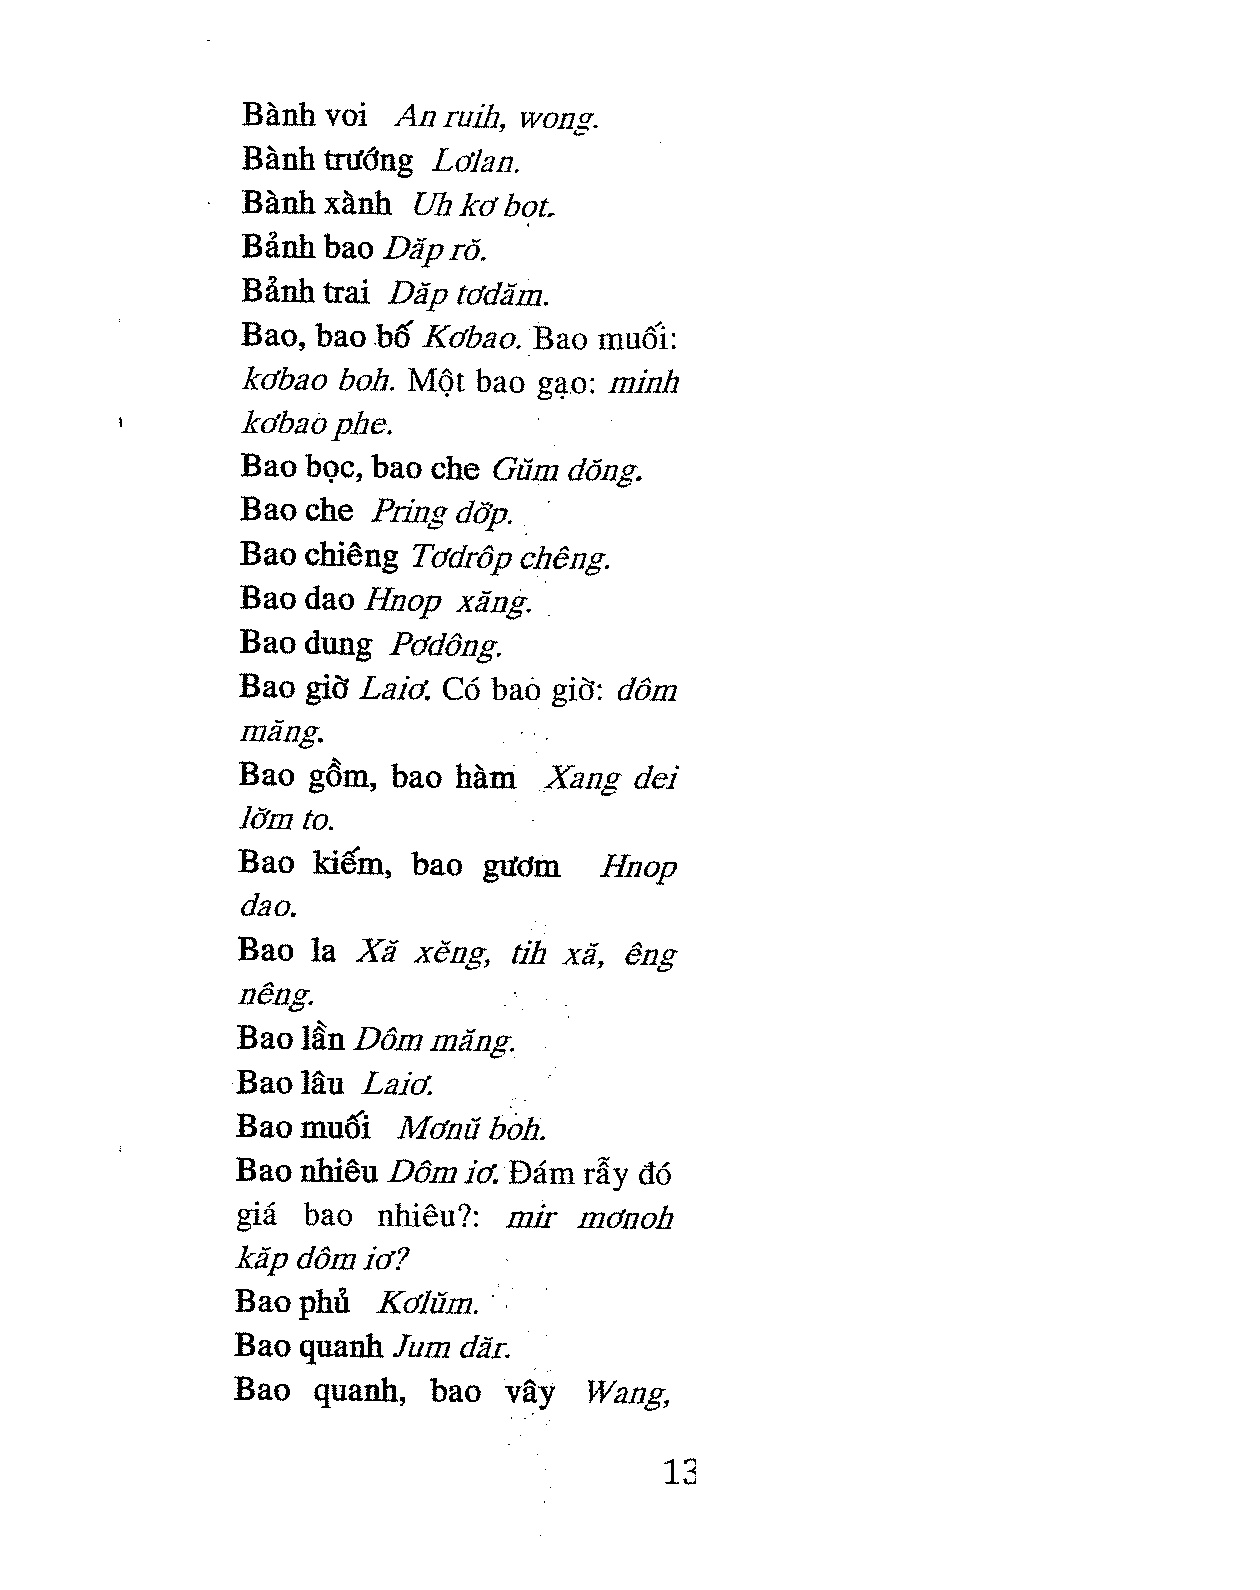 Bành voi An ruih, wong.
Bành trướng Lơlan.
Bành xành Uh kơ bọt.
Bảnh bao Dăp rŏ.
Bảnh trai Dăp tơdăm.
Bao, bao bố Kơbao. Bao muối:
kơbao boh. Một bao gạo: minh
kơbao phe.
Bao bọc, bao che Gŭm dŏng.
Bao che Pring dơ̆p.
Bao chiêng Tơdrôp chêng.
Bao dao Hnop xăng.
Bao dung Pơdông.
Bao giờ Laiơ. Có bao giờ: dôm
măng.
Bao gồm, bao hàm Xang dei
lơ̆m to.
Bao kiếm, bao gươm Hnop
dao.
Bao la Xă xĕng, tih xă, êng
nêng.
Bao lần Dôm măng.
Bao lâu Laiơ.
Bao muối Mơnŭ boh.
Bao nhiêu Dôm iơ. Đám rẫy đó
giá bao nhiêu?: mir mơnoh
kăp dôm iơ?
Bao phủ Kơlŭm.
Bao quanh Jum dăr.
Bao quanh, bao vây Wang,
13